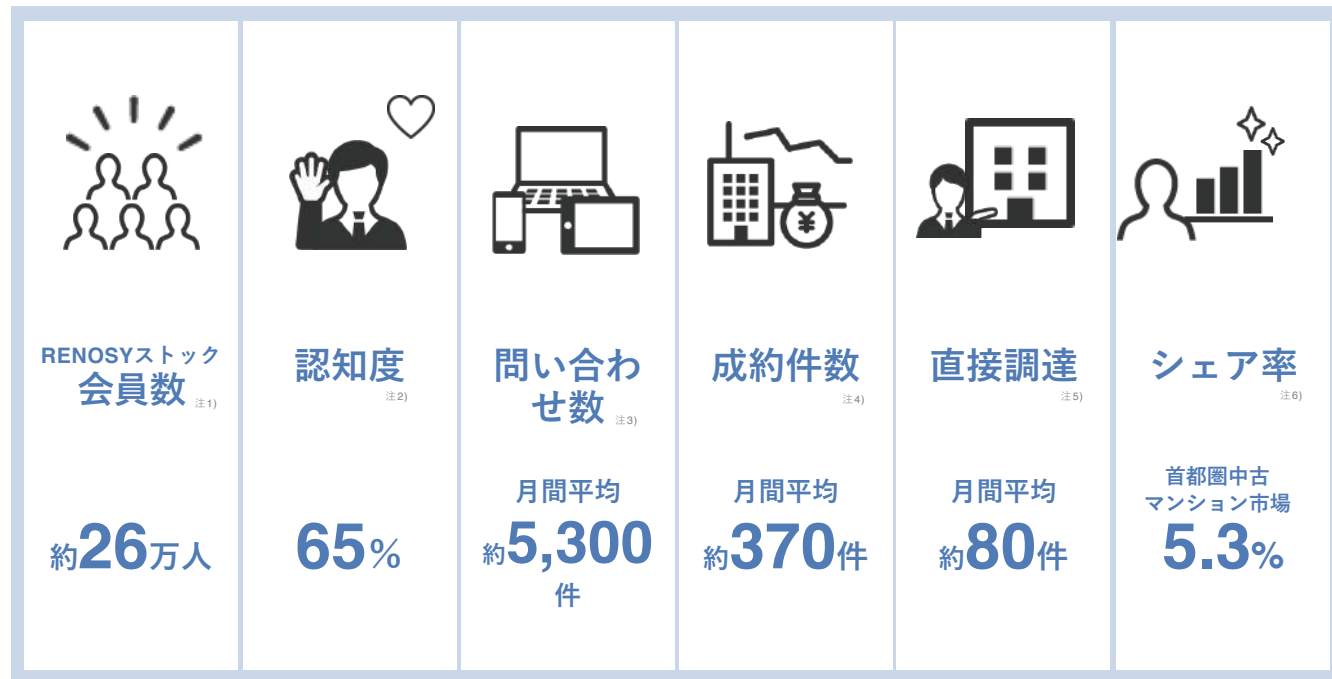 RENOSYストック
会員数 注1)
約26万人
認知度
注2)
65%
問い合わ
せ数 注3)
月間平均
約5,300
件
成約件数
注4)
月間平均
約370件
直接調達
注5)
月間平均
約80件
シェア率
注6)
首都圏中古
マンション市場
5.3%